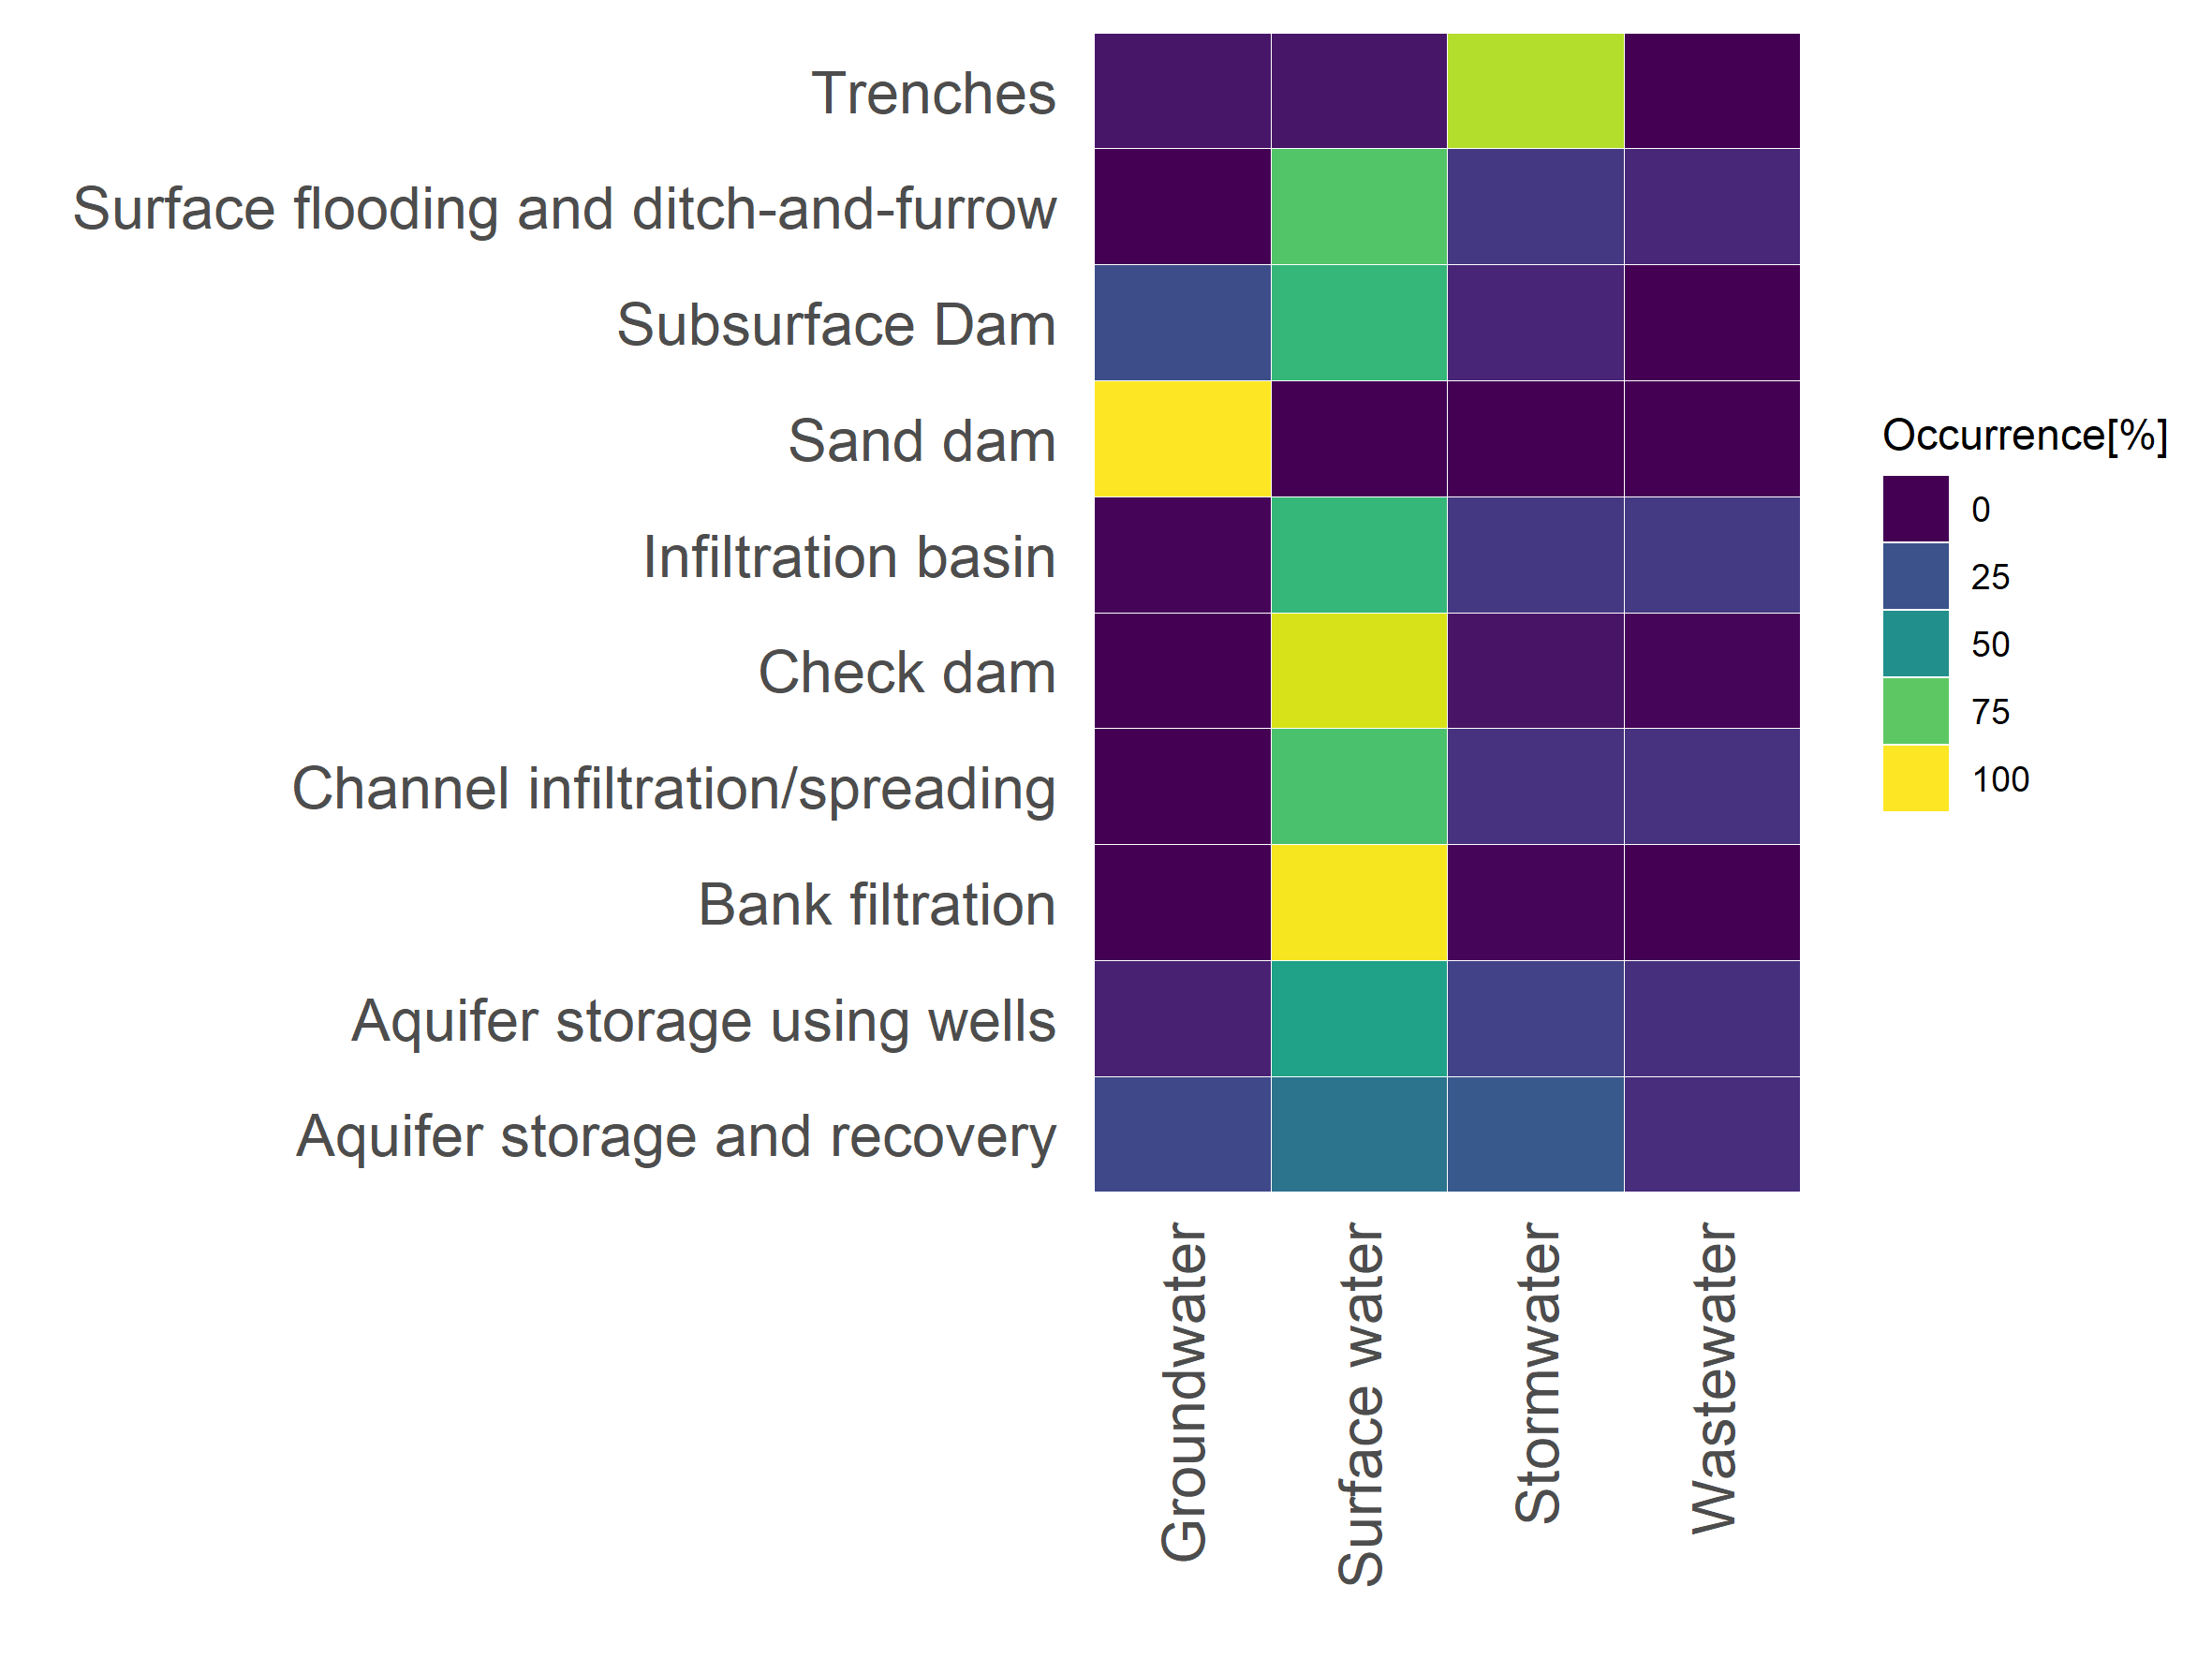 Trenches
Surface flooding and ditch-and-furrow
Subsurface Dam
Sand dam
Infiltration basin
Check dam
Channel infiltration/spreading
Bank filtration
Aquifer storage using wells
Aquifer storage and recovery
Groundwater
Surface water
Stormwater
Wastewater
Occurrence[%]
0
25
50
75
100